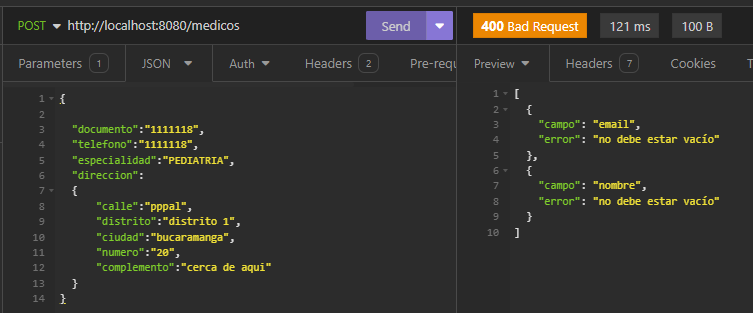 POST http://localhost:8080/medicos Send 400 Bad Request 121 ms 100 B
Parameters 1 JSON Auth Headers 2 Pre-requ Preview Headers 7 Cookies T
1 {
2
3 "documento":"1111118",
4 "telefono":"1111118",
5 "especialidad":"PEDIATRIA",
6 "direccion":
7 {
8 "calle":"pppal",
9 "distrito":"distrito 1",
10 "ciudad":"bucaramanga",
11 "numero":"20",
12 "complemento":"cerca de aqui"
13 }
14 }
1 [
2 {
3 "campo": "email",
4 "error": "no debe estar vacío"
5 },
6 {
7 "campo": "nombre",
8 "error": "no debe estar vacío"
9 }
10 ]